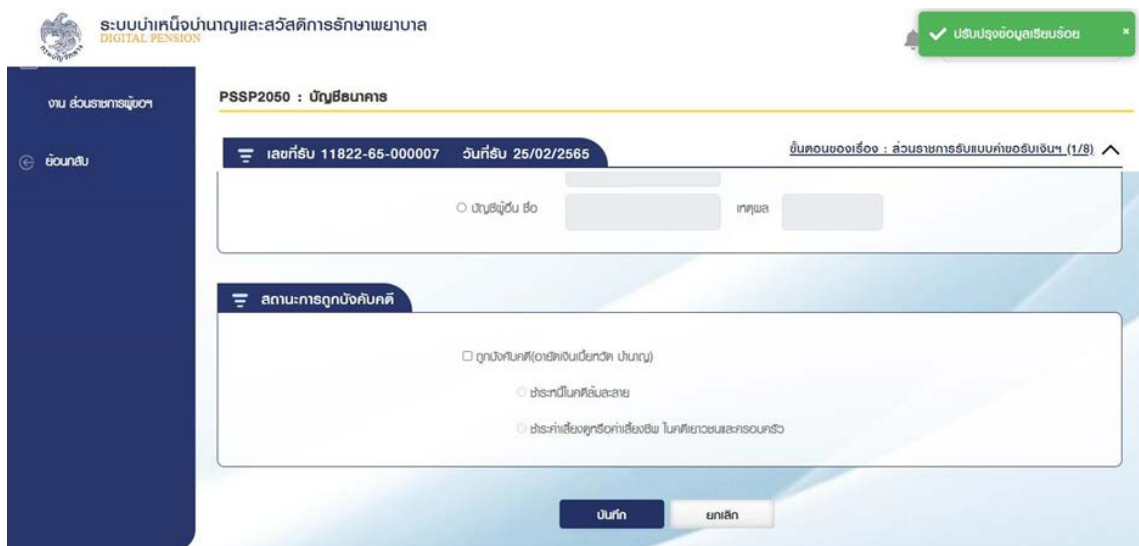 ระบบบำเหน็จบำนาญและสวัสดิการรักษาพยาบาล
DIGITAL PENSION
กรมบัญชีกลาง
ปรับปรุงข้อมูลเรียบร้อย ×
งาน ส่วนราชการผู้ขอฯ
ย้อนกลับ
PSSP2050 : บัญชีธนาคาร
เลขที่รับ 11822-65-000007 วันที่รับ 25/02/2565
ขั้นตอนของเรื่อง : ส่วนราชการรับแบบคำขอรับเงินฯ (1/8)
บัญชีผู้อื่น ชื่อ เหตุผล
สถานะการถูกบังคับคดี
ถูกบังคับคดี(อายัดเงินเบี้ยหวัด บำนาญ)
ชำระหนี้ในคดีล้มละลาย
ชำระค่าเลี้ยงดูหรือค่าเลี้ยงชีพ ในคดีเยาวชนและครอบครัว
บันทึก ยกเลิก